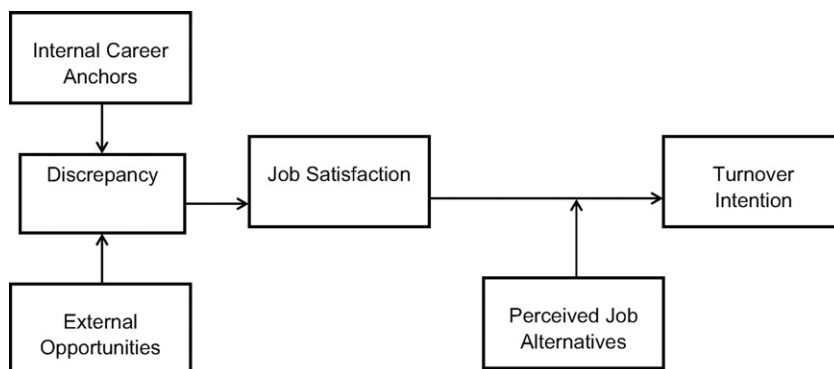 Internal Career
Anchors
Discrepancy
Job Satisfaction
Turnover
Intention
External
Opportunities
Perceived Job
Alternatives